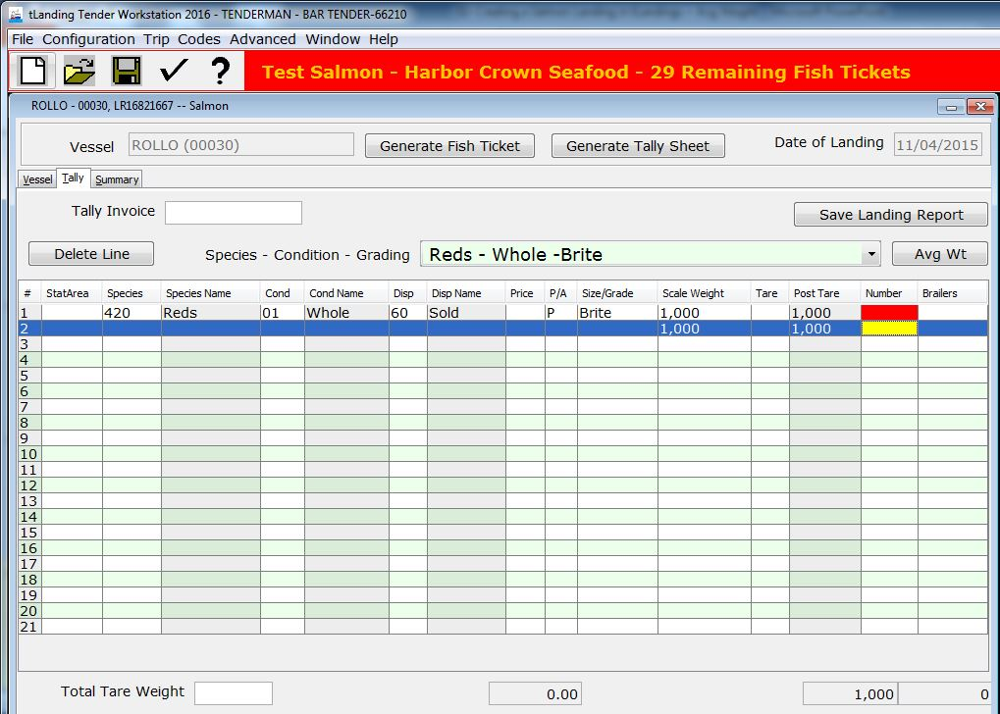 tLanding Tender Workstation 2016 - TENDERMAN - BAR TENDER-66210
File Configuration Trip Codes Advanced Window Help
Test Salmon - Harbor Crown Seafood - 29 Remaining Fish Tickets
ROLLO - 00030, LR16821667 -- Salmon
Vessel ROLLO (00030) Generate Fish Ticket Generate Tally Sheet Date of Landing 11/04/2015
Vessel Tally Summary
Tally Invoice Save Landing Report
Delete Line Species - Condition - Grading Reds - Whole -Brite Avg Wt
# StatArea Species Species Name Cond Cond Name Disp Disp Name Price P/A Size/Grade Scale Weight Tare Post Tare Number Brailers
1 420 Reds 01 Whole 60 Sold P Brite 1,000 1,000
2 1,000 1,000
3
4
5
6
7
8
9
10
11
12
13
14
15
16
17
18
19
20
21
Total Tare Weight 0.00 1,000 0